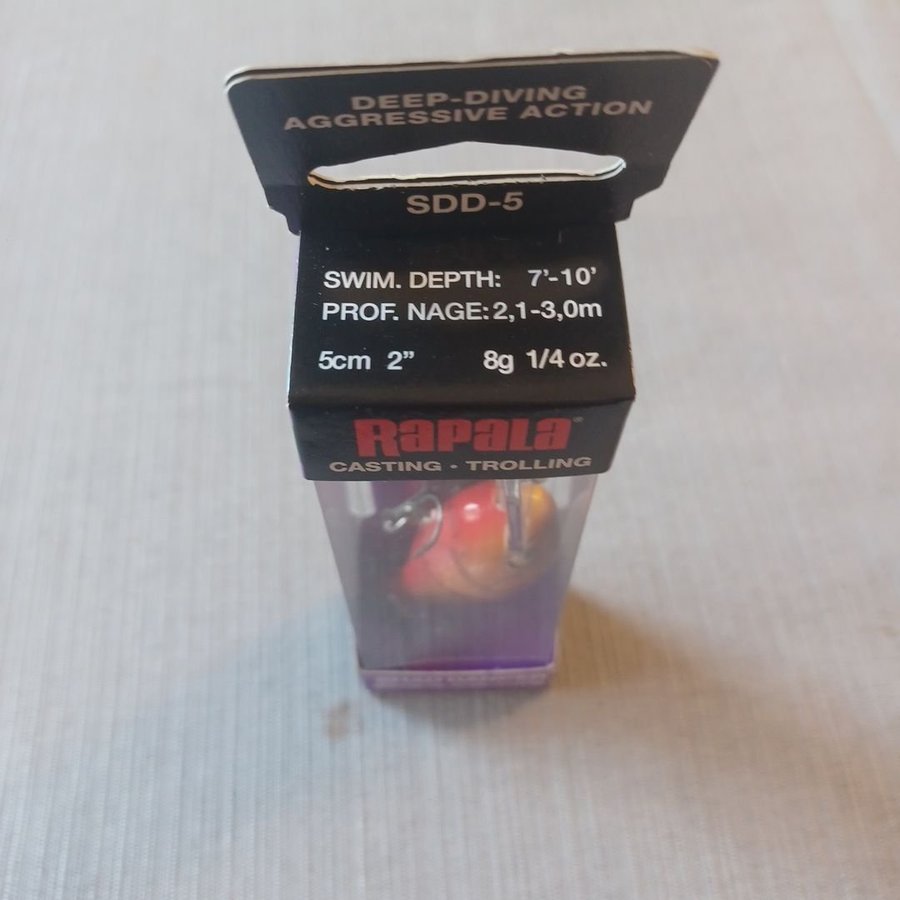 DEEP-DIVING
AGGRESSIVE ACTION
SDD-5
SWIM. DEPTH: 7'-10'
PROF. NAGE: 2,1-3,0m
5cm 2” 8g 1/4 oz.
RAPALA
CASTING • TROLLING